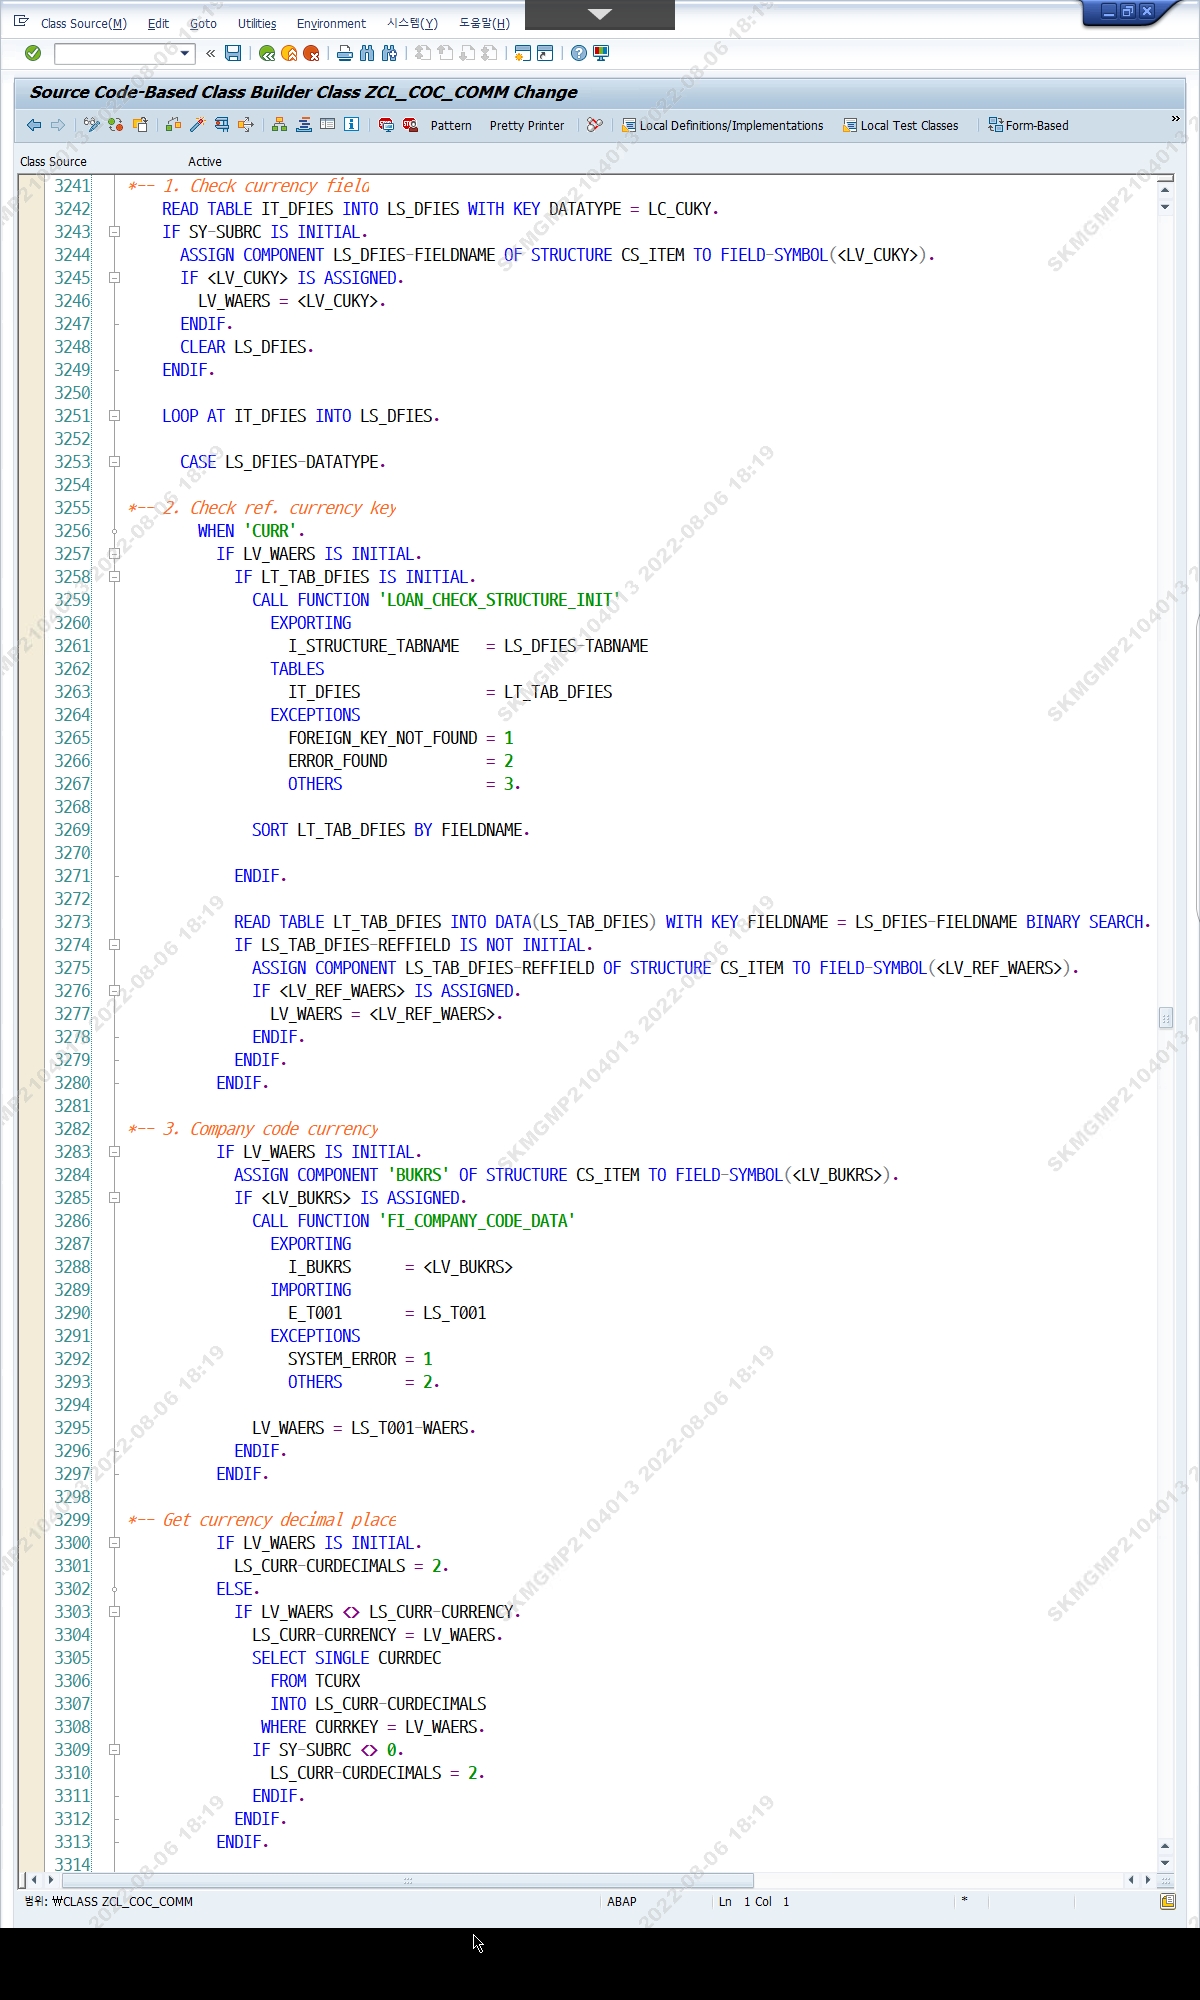 Class Source(M) Edit Goto Utilities Environment 시스템(Y) 도움말(H)
Source Code-Based Class Builder Class ZCL_COC_COMM Change
Pattern Pretty Printer Local Definitions/Implementations Local Test Classes Form-Based
Class Source Active
3241 *-- 1. Check currency field
3242 READ TABLE IT_DFIES INTO LS_DFIES WITH KEY DATATYPE = LC_CUKY.
3243 IF SY-SUBRC IS INITIAL.
3244 ASSIGN COMPONENT LS_DFIES-FIELDNAME OF STRUCTURE CS_ITEM TO FIELD-SYMBOL(<LV_CUKY>).
3245 IF <LV_CUKY> IS ASSIGNED.
3246 LV_WAERS = <LV_CUKY>.
3247 ENDIF.
3248 CLEAR LS_DFIES.
3249 ENDIF.
3250
3251 LOOP AT IT_DFIES INTO LS_DFIES.
3252
3253 CASE LS_DFIES-DATATYPE.
3254
3255 *-- 2. Check ref. currency key
3256 WHEN 'CURR'.
3257 IF LV_WAERS IS INITIAL.
3258 IF LT_TAB_DFIES IS INITIAL.
3259 CALL FUNCTION 'LOAN_CHECK_STRUCTURE_INIT'
3260 EXPORTING
3261 I_STRUCTURE_TABNAME = LS_DFIES-TABNAME
3262 TABLES
3263 IT_DFIES = LT_TAB_DFIES
3264 EXCEPTIONS
3265 FOREIGN_KEY_NOT_FOUND = 1
3266 ERROR_FOUND = 2
3267 OTHERS = 3.
3268
3269 SORT LT_TAB_DFIES BY FIELDNAME.
3270
3271 ENDIF.
3272
3273 READ TABLE LT_TAB_DFIES INTO DATA(LS_TAB_DFIES) WITH KEY FIELDNAME = LS_DFIES-FIELDNAME BINARY SEARCH.
3274 IF LS_TAB_DFIES-REFFIELD IS NOT INITIAL.
3275 ASSIGN COMPONENT LS_TAB_DFIES-REFFIELD OF STRUCTURE CS_ITEM TO FIELD-SYMBOL(<LV_REF_WAERS>).
3276 IF <LV_REF_WAERS> IS ASSIGNED.
3277 LV_WAERS = <LV_REF_WAERS>.
3278 ENDIF.
3279 ENDIF.
3280 ENDIF.
3281
3282 *-- 3. Company code currency
3283 IF LV_WAERS IS INITIAL.
3284 ASSIGN COMPONENT 'BUKRS' OF STRUCTURE CS_ITEM TO FIELD-SYMBOL(<LV_BUKRS>).
3285 IF <LV_BUKRS> IS ASSIGNED.
3286 CALL FUNCTION 'FI_COMPANY_CODE_DATA'
3287 EXPORTING
3288 I_BUKRS = <LV_BUKRS>
3289 IMPORTING
3290 E_T001 = LS_T001
3291 EXCEPTIONS
3292 SYSTEM_ERROR = 1
3293 OTHERS = 2.
3294
3295 LV_WAERS = LS_T001-WAERS.
3296 ENDIF.
3297 ENDIF.
3298
3299 *-- Get currency decimal place
3300 IF LV_WAERS IS INITIAL.
3301 LS_CURR-CURDECIMALS = 2.
3302 ELSE.
3303 IF LV_WAERS <> LS_CURR-CURRENCY.
3304 LS_CURR-CURRENCY = LV_WAERS.
3305 SELECT SINGLE CURRDEC
3306 FROM TCURX
3307 INTO LS_CURR-CURDECIMALS
3308 WHERE CURRKEY = LV_WAERS.
3309 IF SY-SUBRC <> 0.
3310 LS_CURR-CURDECIMALS = 2.
3311 ENDIF.
3312 ENDIF.
3313 ENDIF.
3314
범위: ₩CLASS ZCL_COC_COMM ABAP Ln 1 Col 1 *
SKMGMP2104013 2022-08-06 18:19